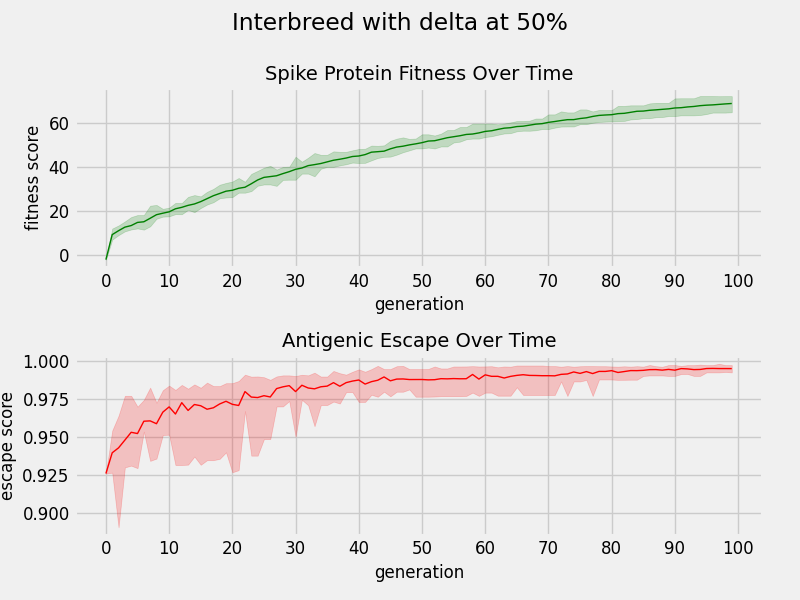 Interbreed with delta at 50%
Spike Protein Fitness Over Time
fitness score
60
40
20
0
0 10 20 30 40 50 60 70 80 90 100
generation
Antigenic Escape Over Time
escape score
1.000
0.975
0.950
0.925
0.900
0 10 20 30 40 50 60 70 80 90 100
generation